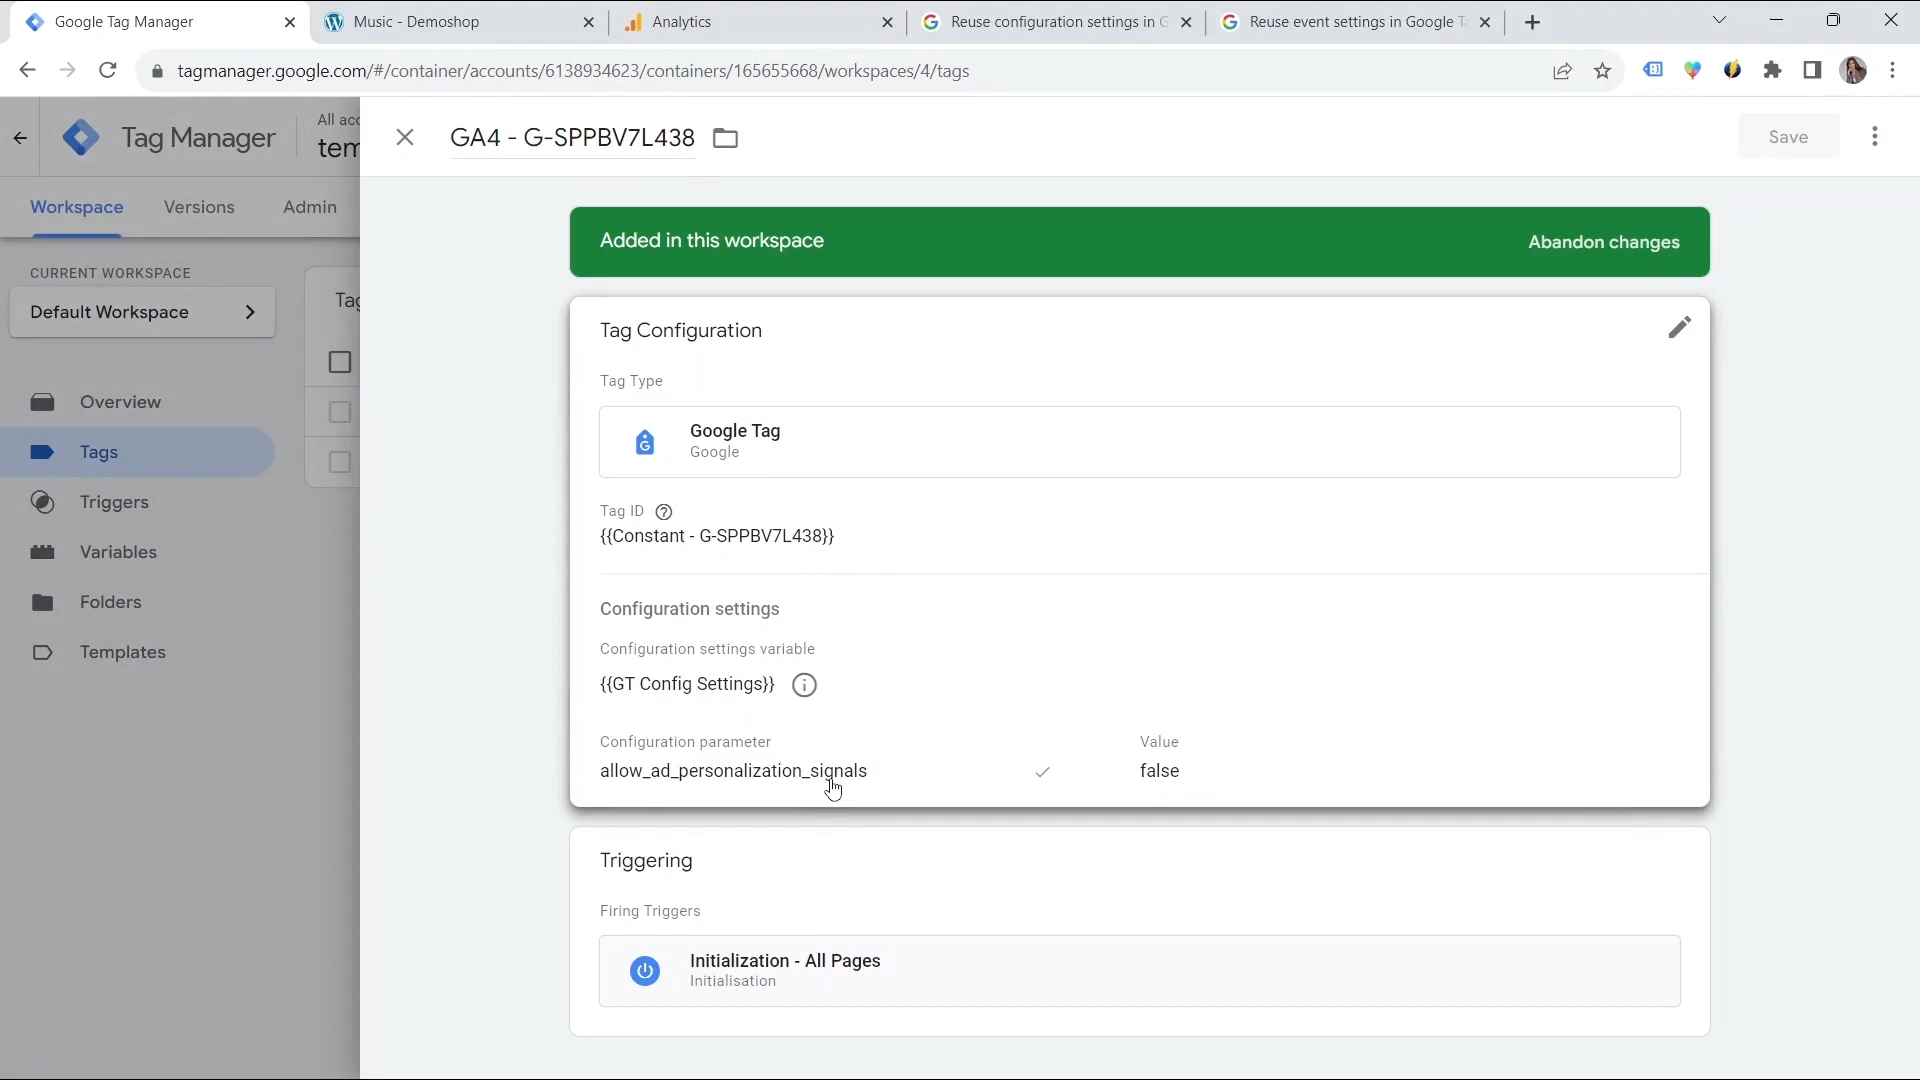 Google Tag Manager
Music - Demoshop
Analytics
Reuse configuration settings in G
Reuse event settings in Google T
tagmanager.google.com/#/container/accounts/6138934623/containers/165655668/workspaces/4/tags
Tag Manager
All acc
tem
GA4 - G-SPPBV7L438
Save
Workspace
Versions
Admin
Added in this workspace
Abandon changes
CURRENT WORKSPACE
Default Workspace
Tag
Overview
Tags
Triggers
Variables
Folders
Templates
Tag Configuration
Tag Type
Google Tag
Google
Tag ID
{{Constant - G-SPPBV7L438}}
Configuration settings
Configuration settings variable
{{GT Config Settings}}
Configuration parameter
Value
allow_ad_personalization_signals
false
Triggering
Firing Triggers
Initialization - All Pages
Initialisation